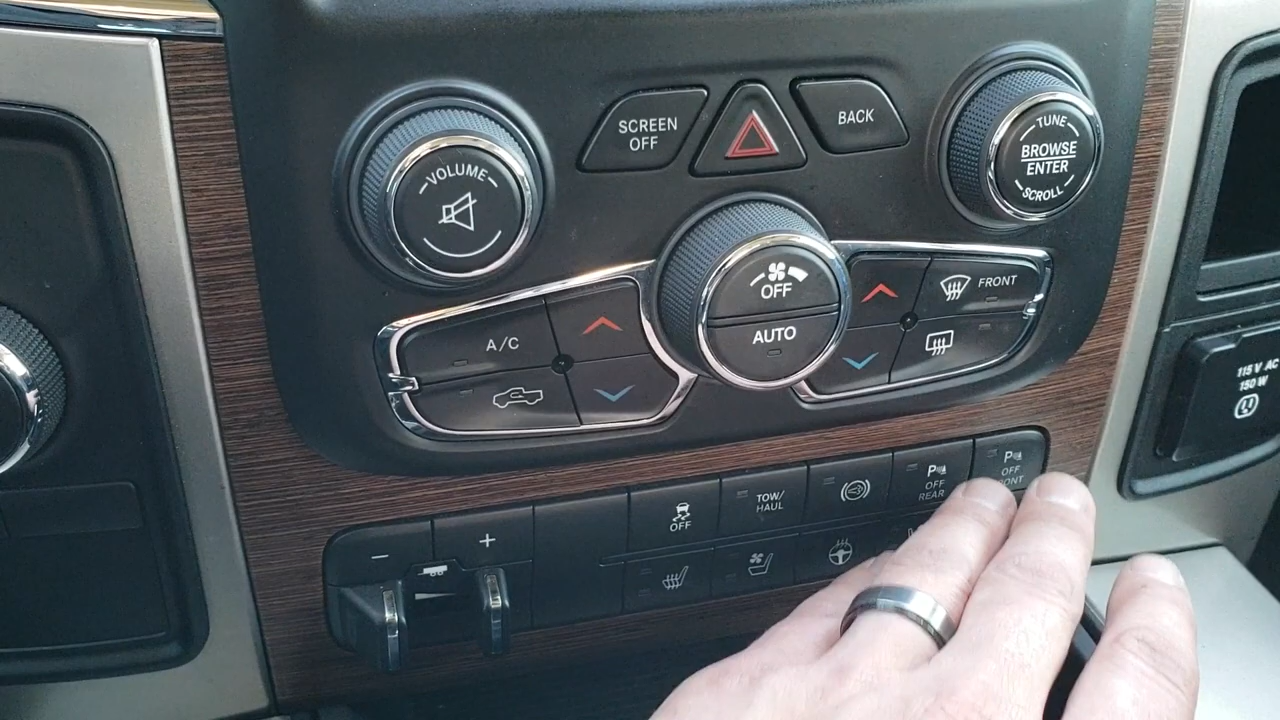 SCREEN
OFF
BACK
VOLUME
TUNE
BROWSE
ENTER
SCROLL
OFF
AUTO
A/C
FRONT
115 V AC
150 W
OFF
TOW/
HAUL
P
OFF
REAR
P
OFF
- +